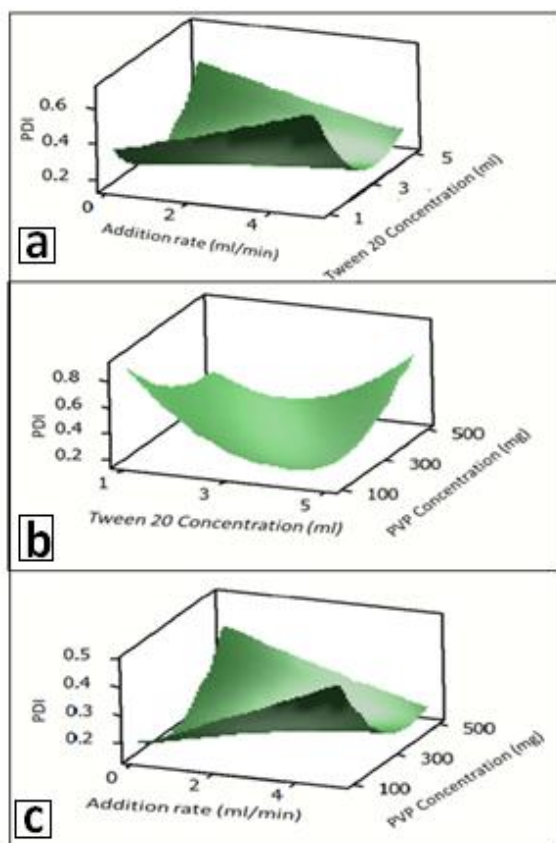 0.6
0.4
0.2
PDI
0
2
4
Addition rate (ml/min)
1
3
5
Tween 20 Concentration (ml)
a
0.8
0.6
0.4
0.2
PDI
1
3
5
Tween 20 Concentration (ml)
100
300
500
PVP Concentration (mg)
b
0.5
0.4
0.3
0.2
PDI
0
2
4
Addition rate (ml/min)
100
300
500
PVP Concentration (mg)
c